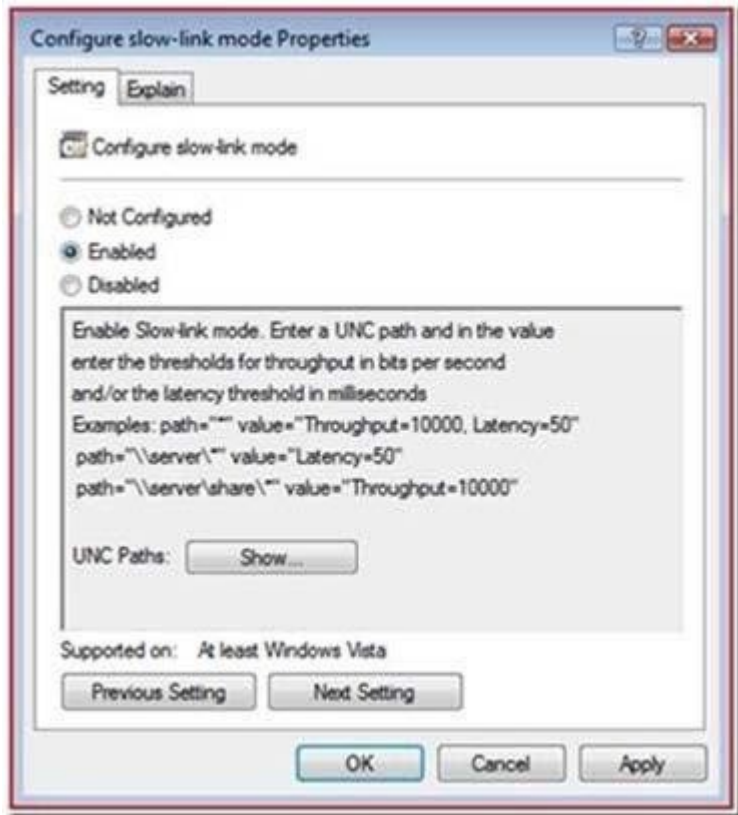 Configure slow-link mode Properties
Setting
Explain
Configure slow-link mode
Not Configured
Enabled
Disabled
Enable Slow-link mode. Enter a UNC path and in the value
enter the thresholds for throughput in bits per second
and/or the latency threshold in milliseconds
Examples: path="*" value="Throughput=10000, Latency=50"
path="\\server\*" value="Latency=50"
path="\\server\share\*" value="Throughput=10000"
UNC Paths:
Show...
Supported on: At least Windows Vista
Previous Setting
Next Setting
OK
Cancel
Apply